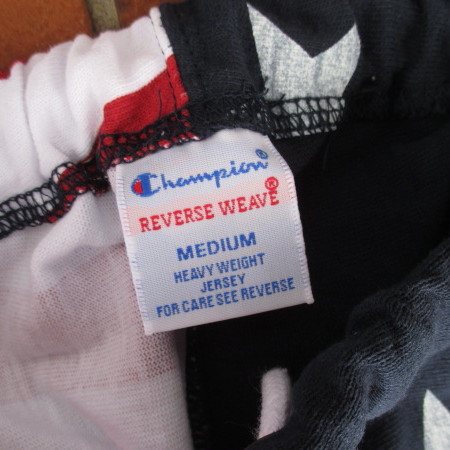 Champion®
REVERSE WEAVE®
MEDIUM
HEAVY WEIGHT
JERSEY
FOR CARE SEE REVERSE